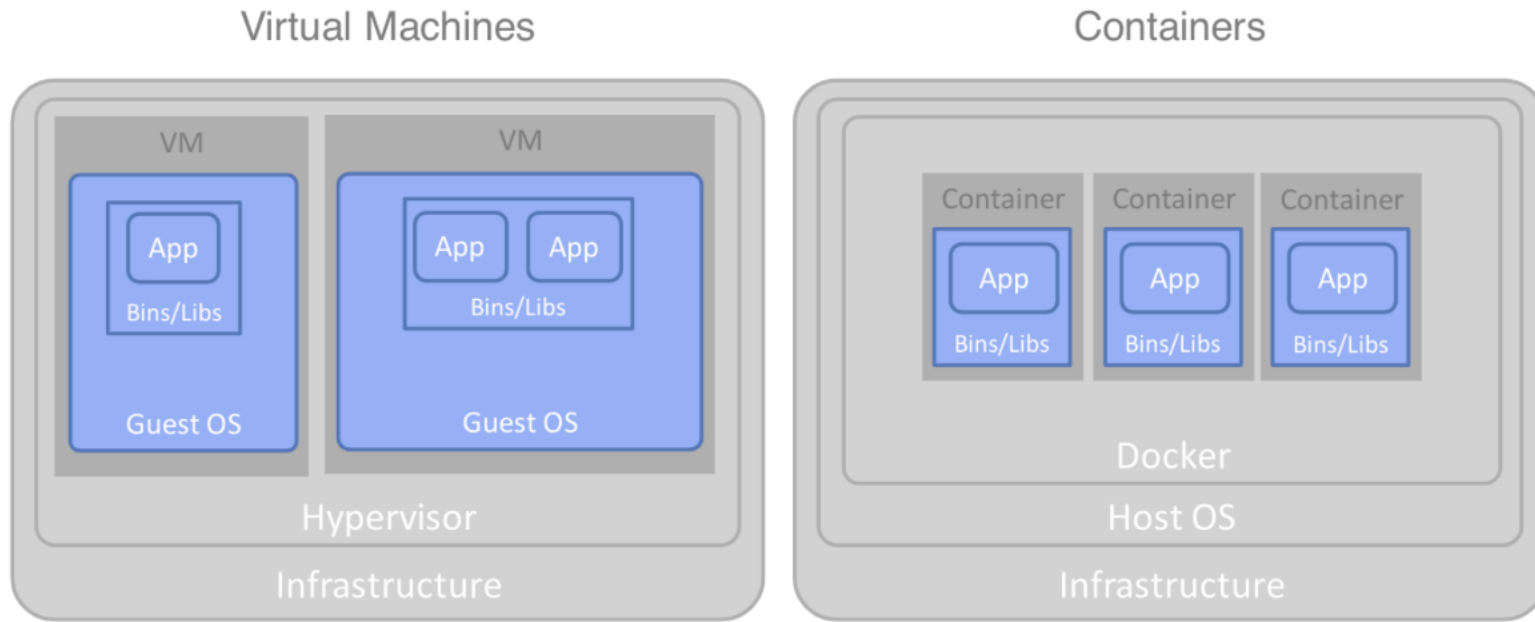 Virtual Machines
VM
App
Bins/Libs
Guest OS
VM
App App
Bins/Libs
Guest OS
Hypervisor
Infrastructure
Containers
Container Container Container
App App App
Bins/Libs Bins/Libs Bins/Libs
Docker
Host OS
Infrastructure